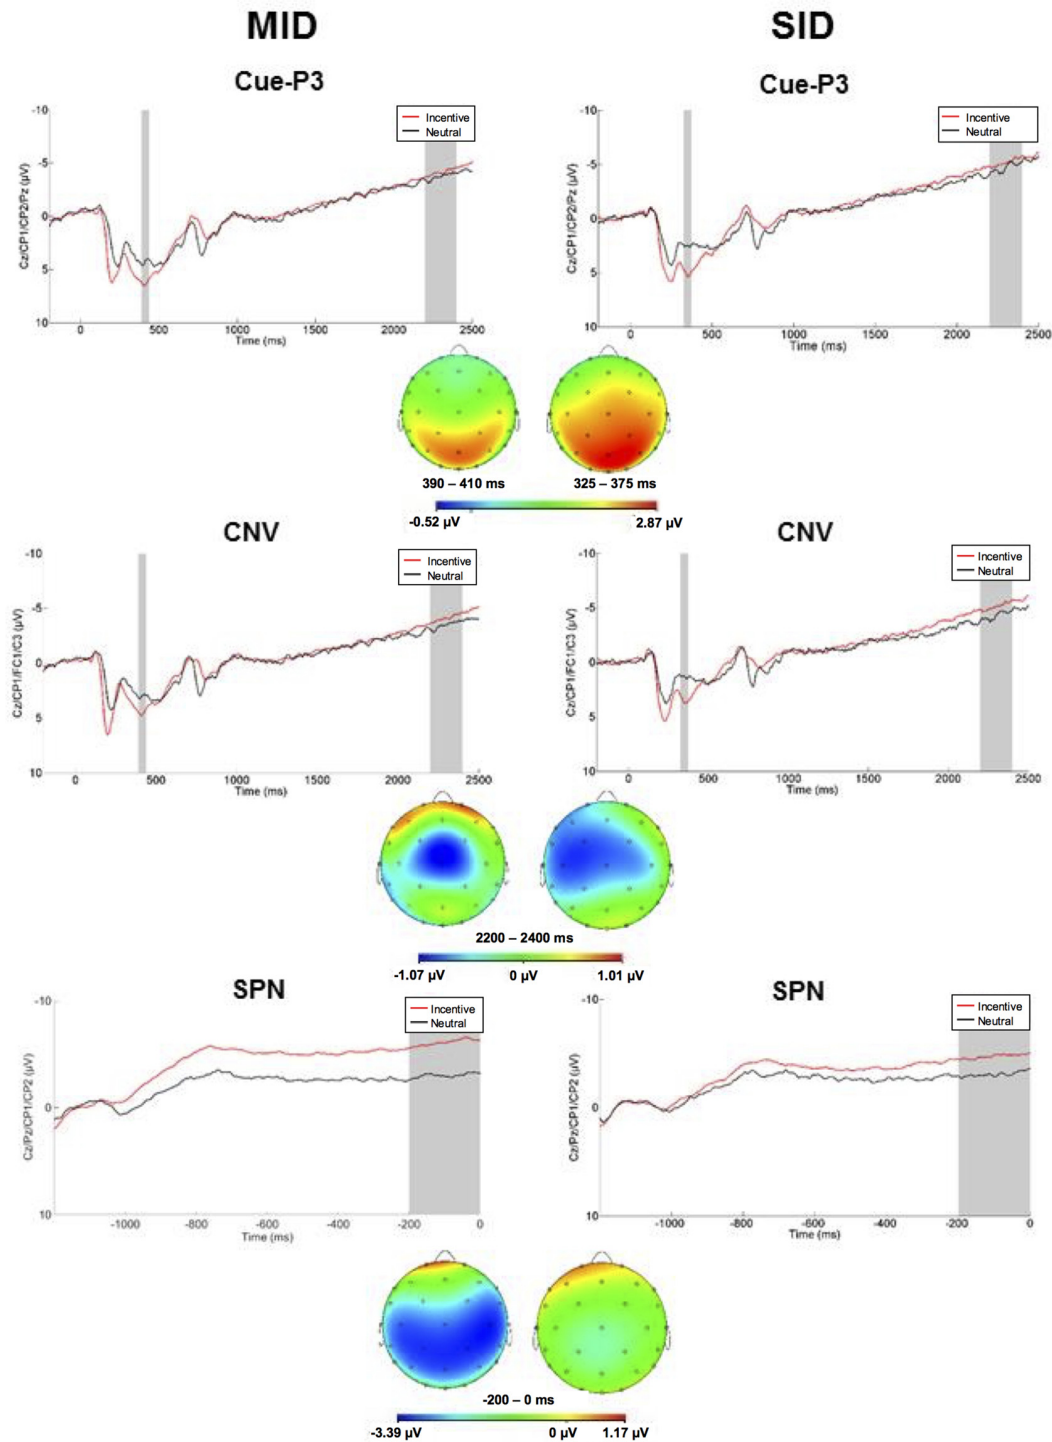 MID
SID
Cue-P3
Cue-P3
-10
-5
0
5
10
Cz/CP1/CP2/Pz (µV)
Incentive
Neutral
0
500
1000
1500
2000
2500
Time (ms)
-10
-5
0
5
10
Cz/CP1/CP2/Pz (µV)
Incentive
Neutral
0
500
1000
1500
2000
2500
Time (ms)
390 – 410 ms
325 – 375 ms
-0.52 µV
2.87 µV
CNV
CNV
-10
-5
0
5
10
Cz/CP1/FC1/C3 (µV)
Incentive
Neutral
0
500
1000
1500
2000
2500
Time (ms)
-10
-5
0
5
10
Cz/CP1/FC1/C3 (µV)
Incentive
Neutral
0
500
1000
1500
2000
2500
Time (ms)
2200 – 2400 ms
-1.07 µV
0 µV
1.01 µV
SPN
SPN
-10
0
10
Cz/Pz/CP1/CP2 (µV)
Incentive
Neutral
-1000
-800
-600
-400
-200
0
Time (ms)
-10
0
10
Cz/Pz/CP1/CP2 (µV)
Incentive
Neutral
-1000
-800
-600
-400
-200
0
Time (ms)
-200 – 0 ms
-3.39 µV
0 µV
1.17 µV